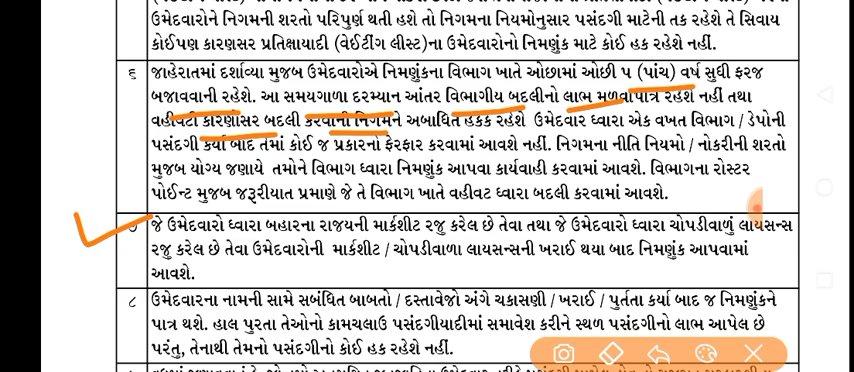 ઉમેદવારોને નિગમની શરતો પરિપુર્ણ થતી હશે તો નિગમના નિયમોનુસાર પસંદગી માટેની તક રહેશે તે સિવાય
કોઈપણ કારણસર પ્રતિક્ષાયાદી (વેઈટીંગ લીસ્ટ)ના ઉમેદવારોનો નિમણુંક માટે કોઈ હક રહેશે નહીં.
૬ જાહેરાતમાં દર્શાવ્યા મુજબ ઉમેદવારોએ નિમણુંકના વિભાગ ખાતે ઓછામાં ઓછી ૫ (પાંચ) વર્ષ સુધી ફરજ
બજાવવાની રહેશે. આ સમયગાળા દરમ્યાન આંતર વિભાગીય બદલીનો લાભ મળવાપાત્ર રહેશે નહીં તથા
વહીવટી કારણોસર બદલી કરવાની નિગમને અબાધિત હકક રહેશે ઉમેદવાર ધ્વારા એક વખત વિભાગ / ડેપોની
પસંદગી કર્યા બાદ તેમાં કોઈ જ પ્રકારનો ફેરફાર કરવામાં આવશે નહીં. નિગમના નીતિ નિયમો / નોકરીની શરતો
મુજબ યોગ્ય જણાયે તમોને વિભાગ ધ્વારા નિમણુંક આપવા કાર્યવાહી કરવામાં આવશે. વિભાગના રોસ્ટર
પોઈન્ટ મુજબ જરૂરીયાત પ્રમાણે જે તે વિભાગ ખાતે વહીવટ ધ્વારા બદલી કરવામાં આવશે.
૭ જે ઉમેદવારો ધ્વારા બહારના રાજયની માર્કશીટ રજુ કરેલ છે તેવા તથા જે ઉમેદવારો ધ્વારા ચોપડીવાળું લાયસન્સ
રજુ કરેલ છે તેવા ઉમેદવારોની માર્કશીટ / ચોપડીવાળા લાયસન્સની ખરાઈ થયા બાદ નિમણુંક આપવામાં
આવશે.
૮ ઉમેદવારના નામની સામે સબંધિત બાબતો / દસ્તાવેજો અંગે ચકાસણી / ખરાઈ / પુર્તતા કર્યા બાદ જ નિમણુંકને
પાત્ર થશે. હાલ પુરતા તેઓનો કામચલાઉ પસંદગીયાદીમાં સમાવેશ કરીને સ્થળ પસંદગીનો લાભ આપેલ છે
પરંતુ, તેનાથી તેમનો પસંદગીનો કોઈ હક રહેશે નહીં.